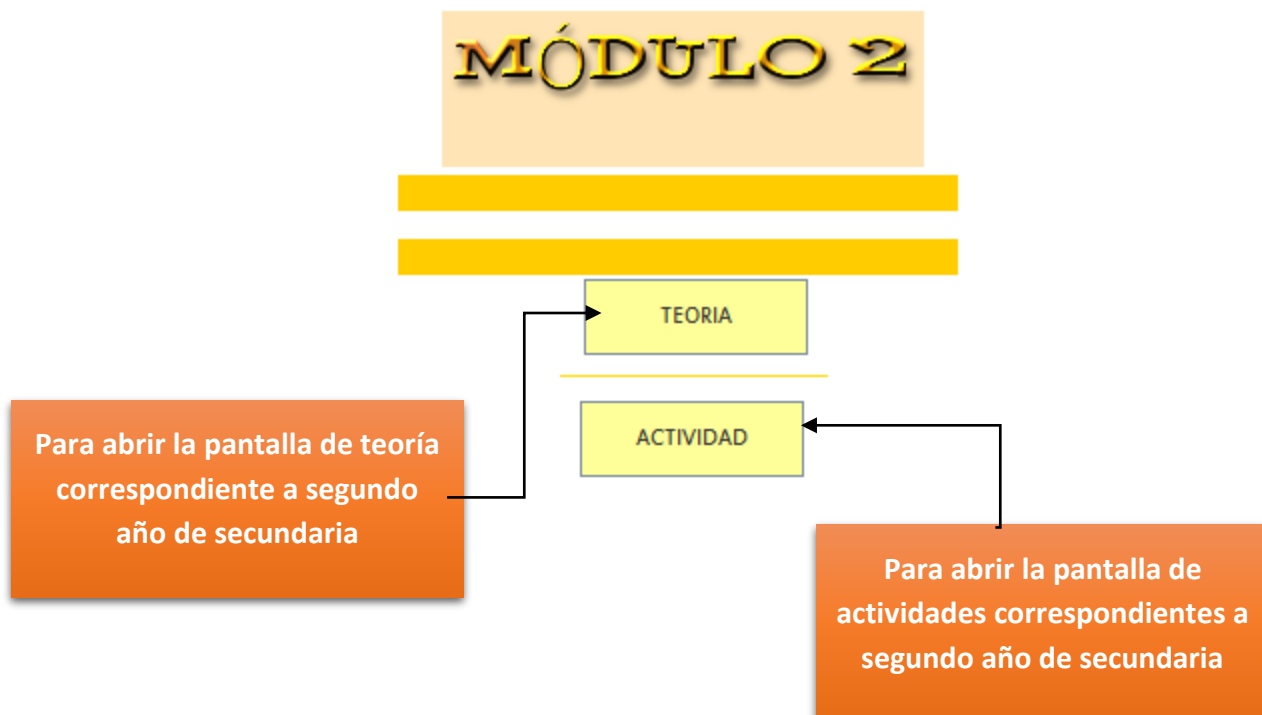 MÓDULO 2
TEORIA
ACTIVIDAD
Para abrir la pantalla de teoría
correspondiente a segundo
año de secundaria
Para abrir la pantalla de
actividades correspondientes a
segundo año de secundaria